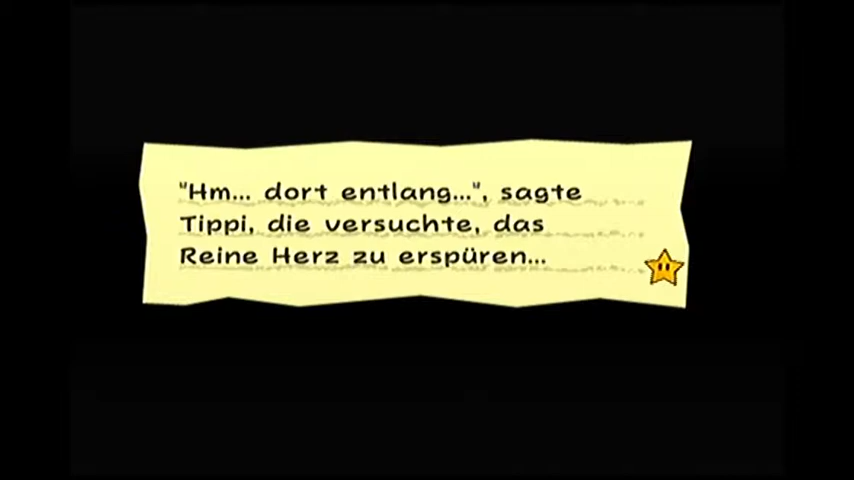 "Hm... dort entlang...", sagte
Tippi, die versuchte, das
Reine Herz zu erspüren...